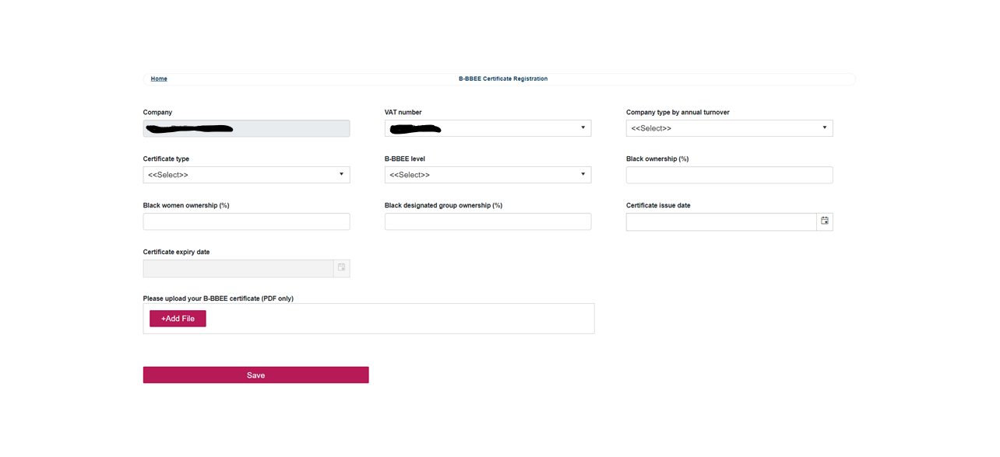 Home
B-BBEE Certificate Registration
Company
VAT number
Company type by annual turnover
<<Select>>
Certificate type
B-BBEE level
Black ownership (%)
<<Select>>
<<Select>>
Black women ownership (%)
Black designated group ownership (%)
Certificate issue date
Certificate expiry date
Please upload your B-BBEE certificate (PDF only)
+Add File
Save